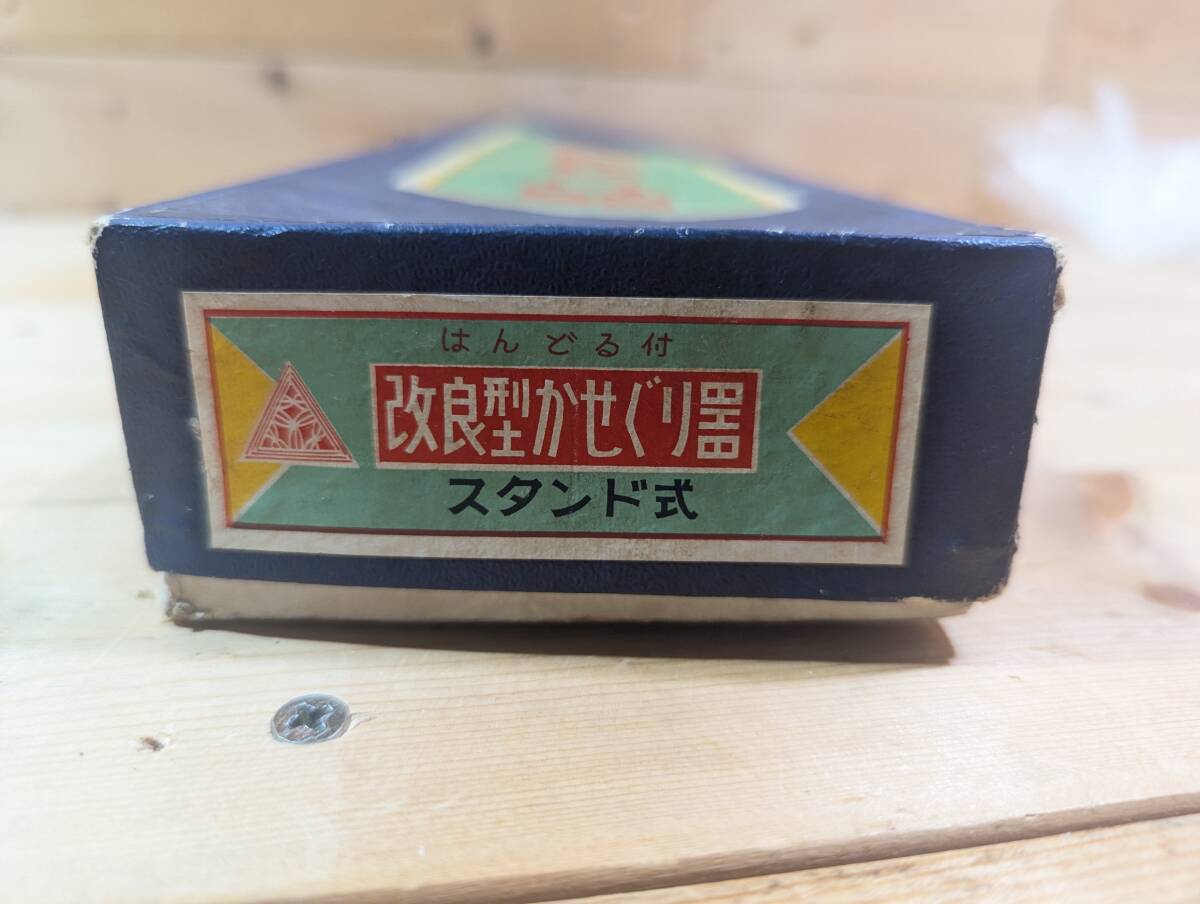 はんどる付
改良型かせぐり器
スタンド式